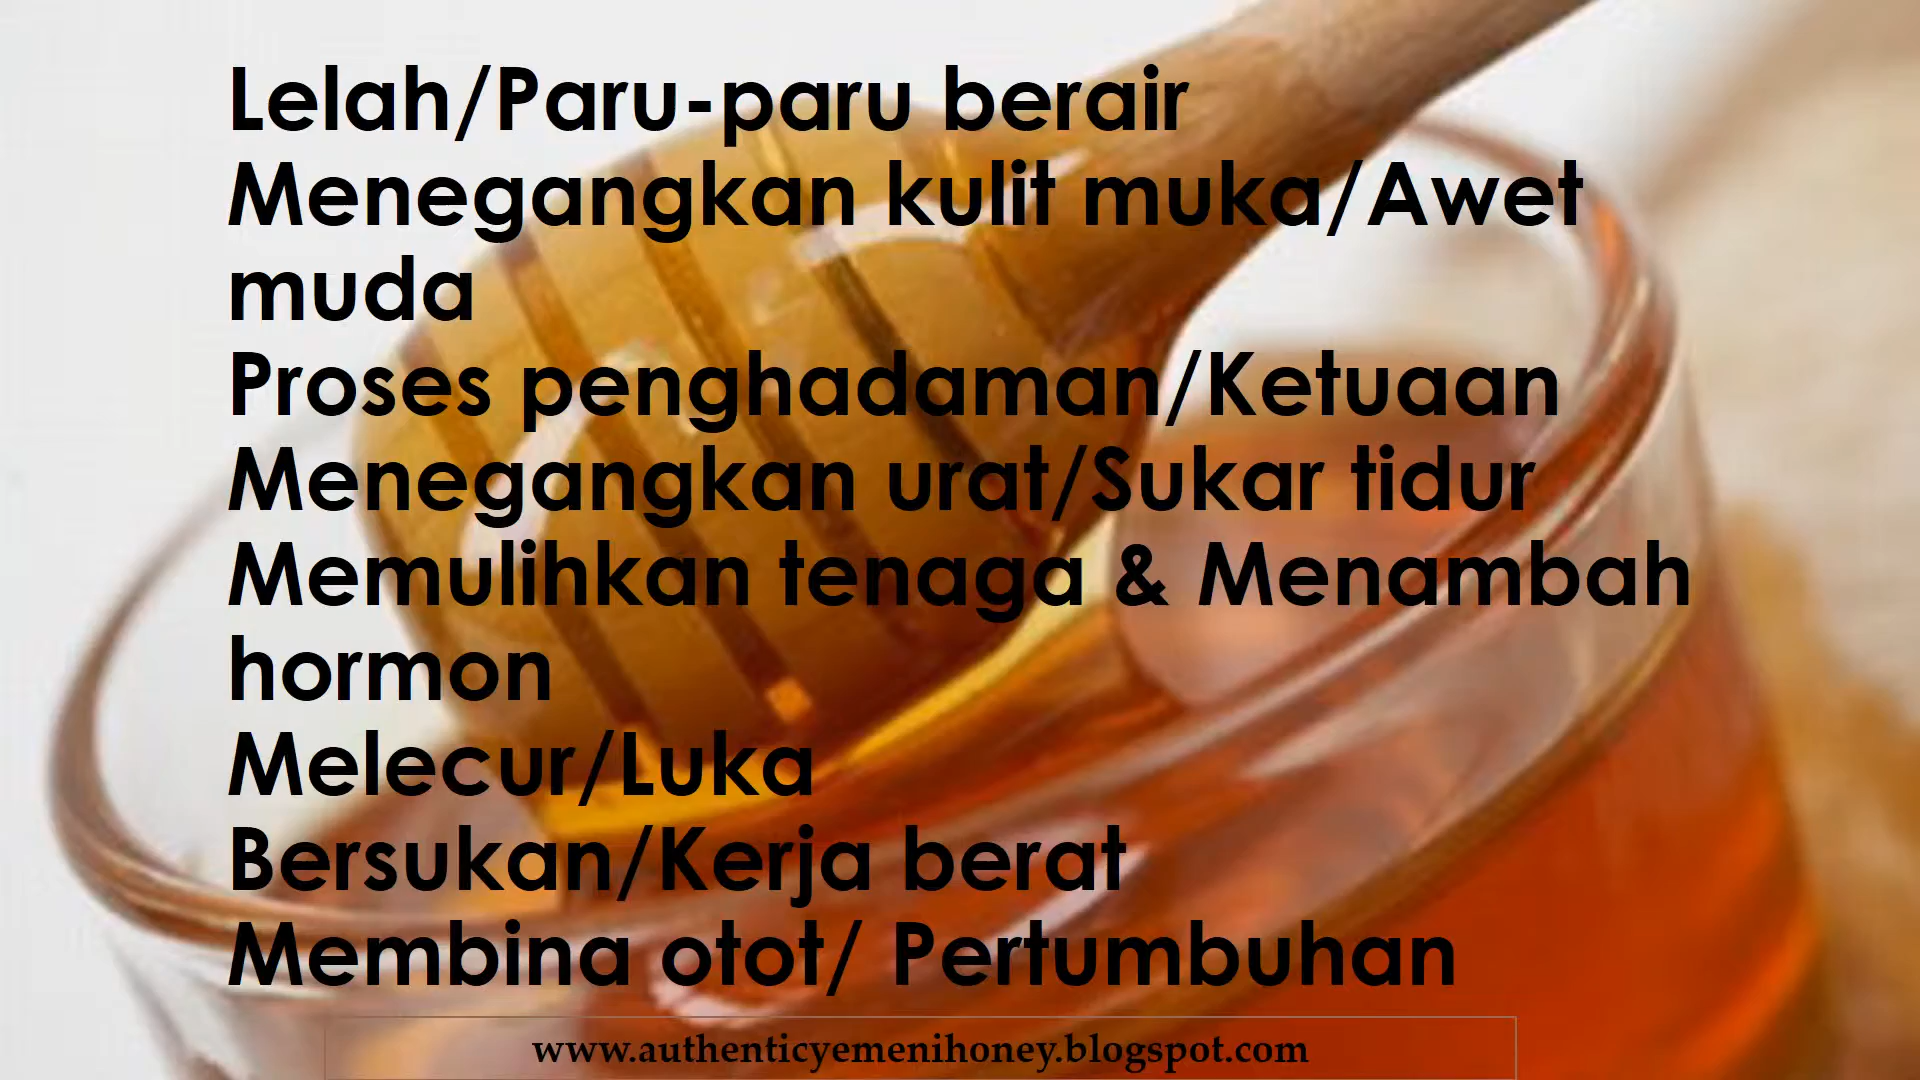 Lelah/Paru-paru berair
Menegangkan kulit muka/Awet
muda
Proses penghadaman/Ketuaan
Menegangkan urat/Sukar tidur
Memulihkan tenaga & Menambah
hormon
Melecur/Luka
Bersukan/Kerja berat
Membina otot/ Pertumbuhan
www.authenticyemenihoney.blogspot.com